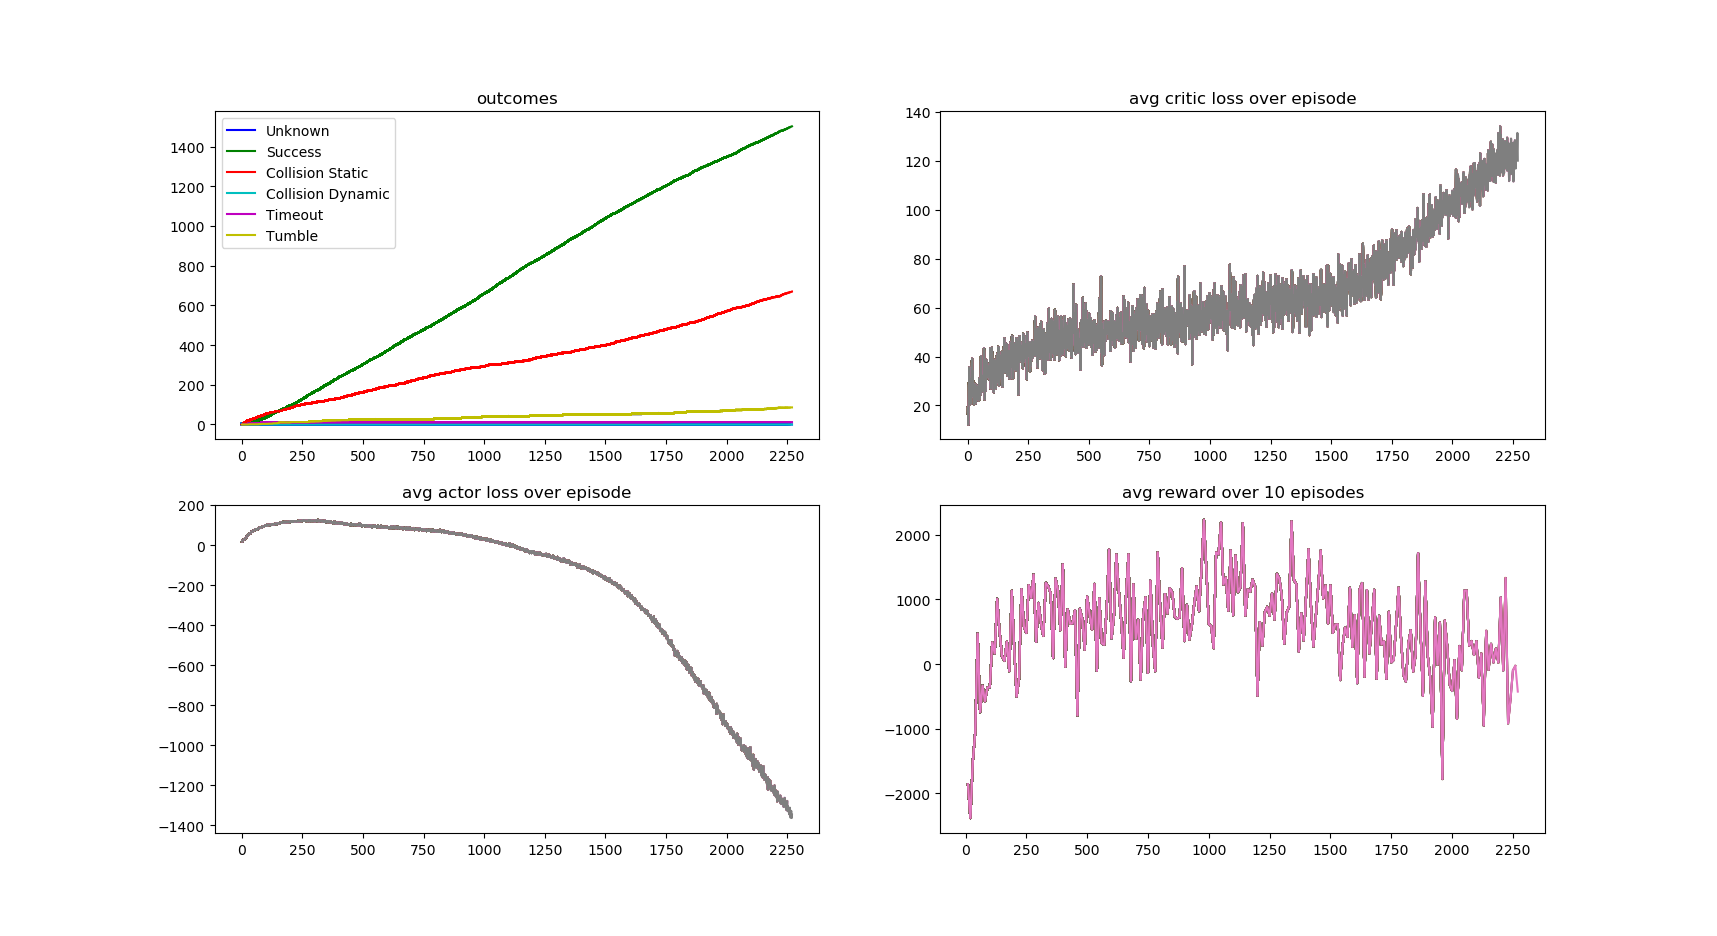 outcomes
1400
1200
1000
800
600
400
200
0
Unknown
Success
Collision Static
Collision Dynamic
Timeout
Tumble
0 250 500 750 1000 1250 1500 1750 2000 2250
avg critic loss over episode
140
120
100
80
60
40
20
0 250 500 750 1000 1250 1500 1750 2000 2250
avg actor loss over episode
200
0
−200
−400
−600
−800
−1000
−1200
−1400
0 250 500 750 1000 1250 1500 1750 2000 2250
avg reward over 10 episodes
2000
1000
0
−1000
−2000
0 250 500 750 1000 1250 1500 1750 2000 2250